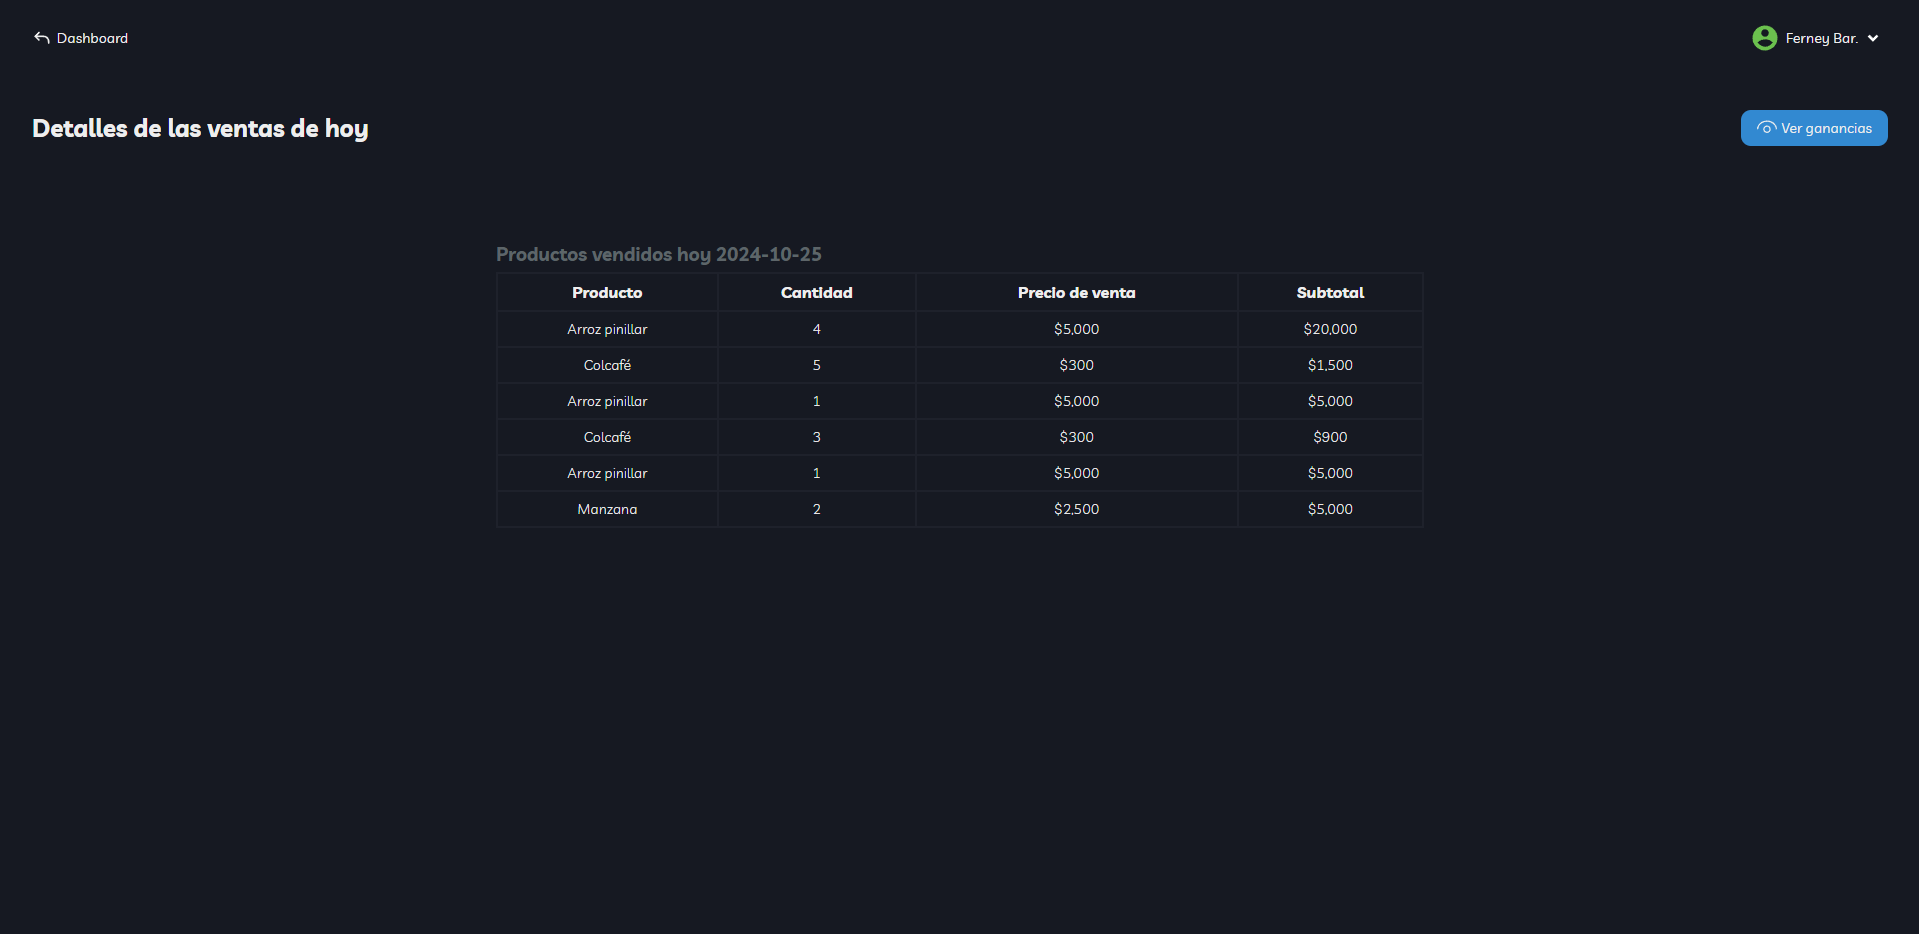 Dashboard
Ferney Bar.
Detalles de las ventas de hoy
Ver ganancias
Productos vendidos hoy 2024-10-25
Producto Cantidad Precio de venta Subtotal
Arroz pinillar 4 $5,000 $20,000
Colcafé 5 $300 $1,500
Arroz pinillar 1 $5,000 $5,000
Colcafé 3 $300 $900
Arroz pinillar 1 $5,000 $5,000
Manzana 2 $2,500 $5,000